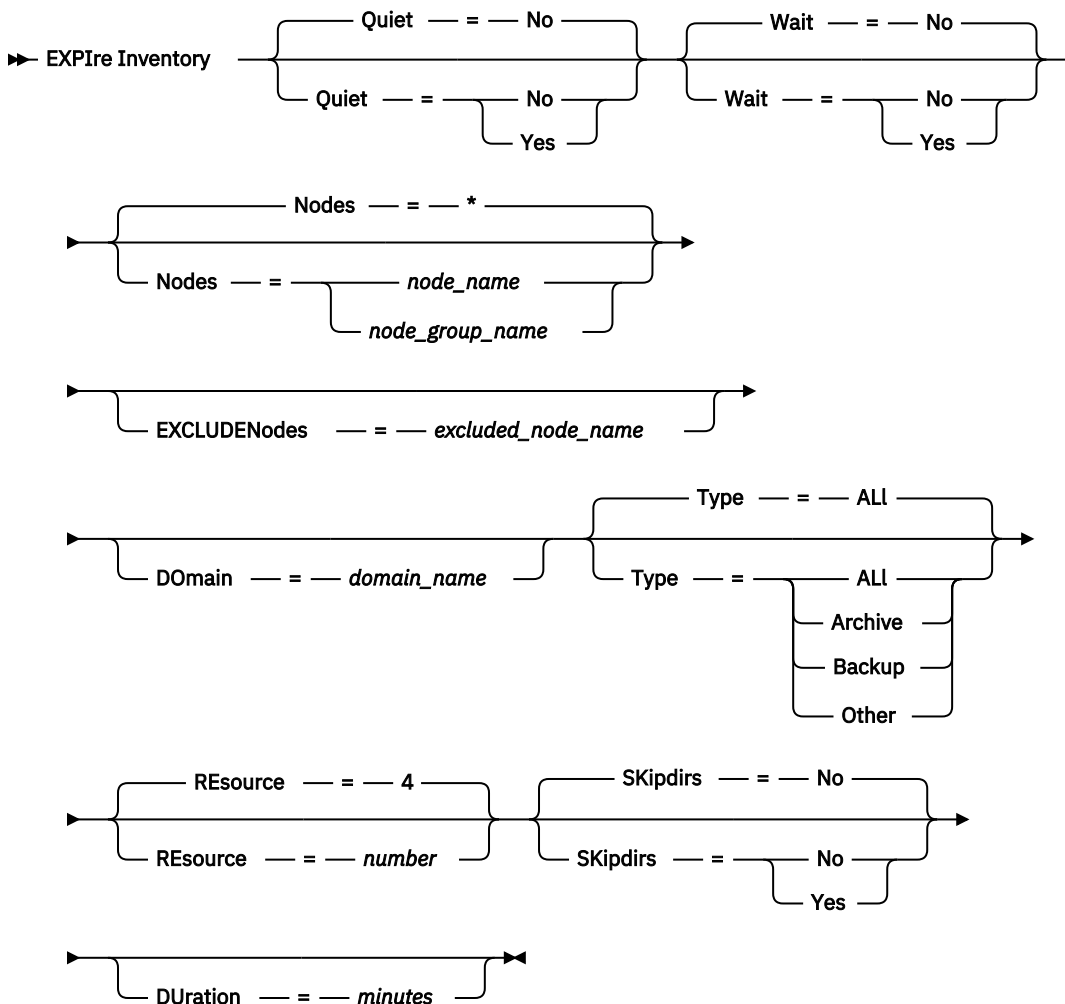 Quiet = No Wait = No
EXPIre Inventory
Quiet = No Wait = No
Yes Yes
Nodes = *
Nodes = node_name
node_group_name
EXCLUDENodes = excluded_node_name
Type = ALl
DOmain = domain_name Type = ALl
Archive
Backup
Other
REsource = 4 SKipdirs = No
REsource = number SKipdirs = No
Yes
DUration = minutes